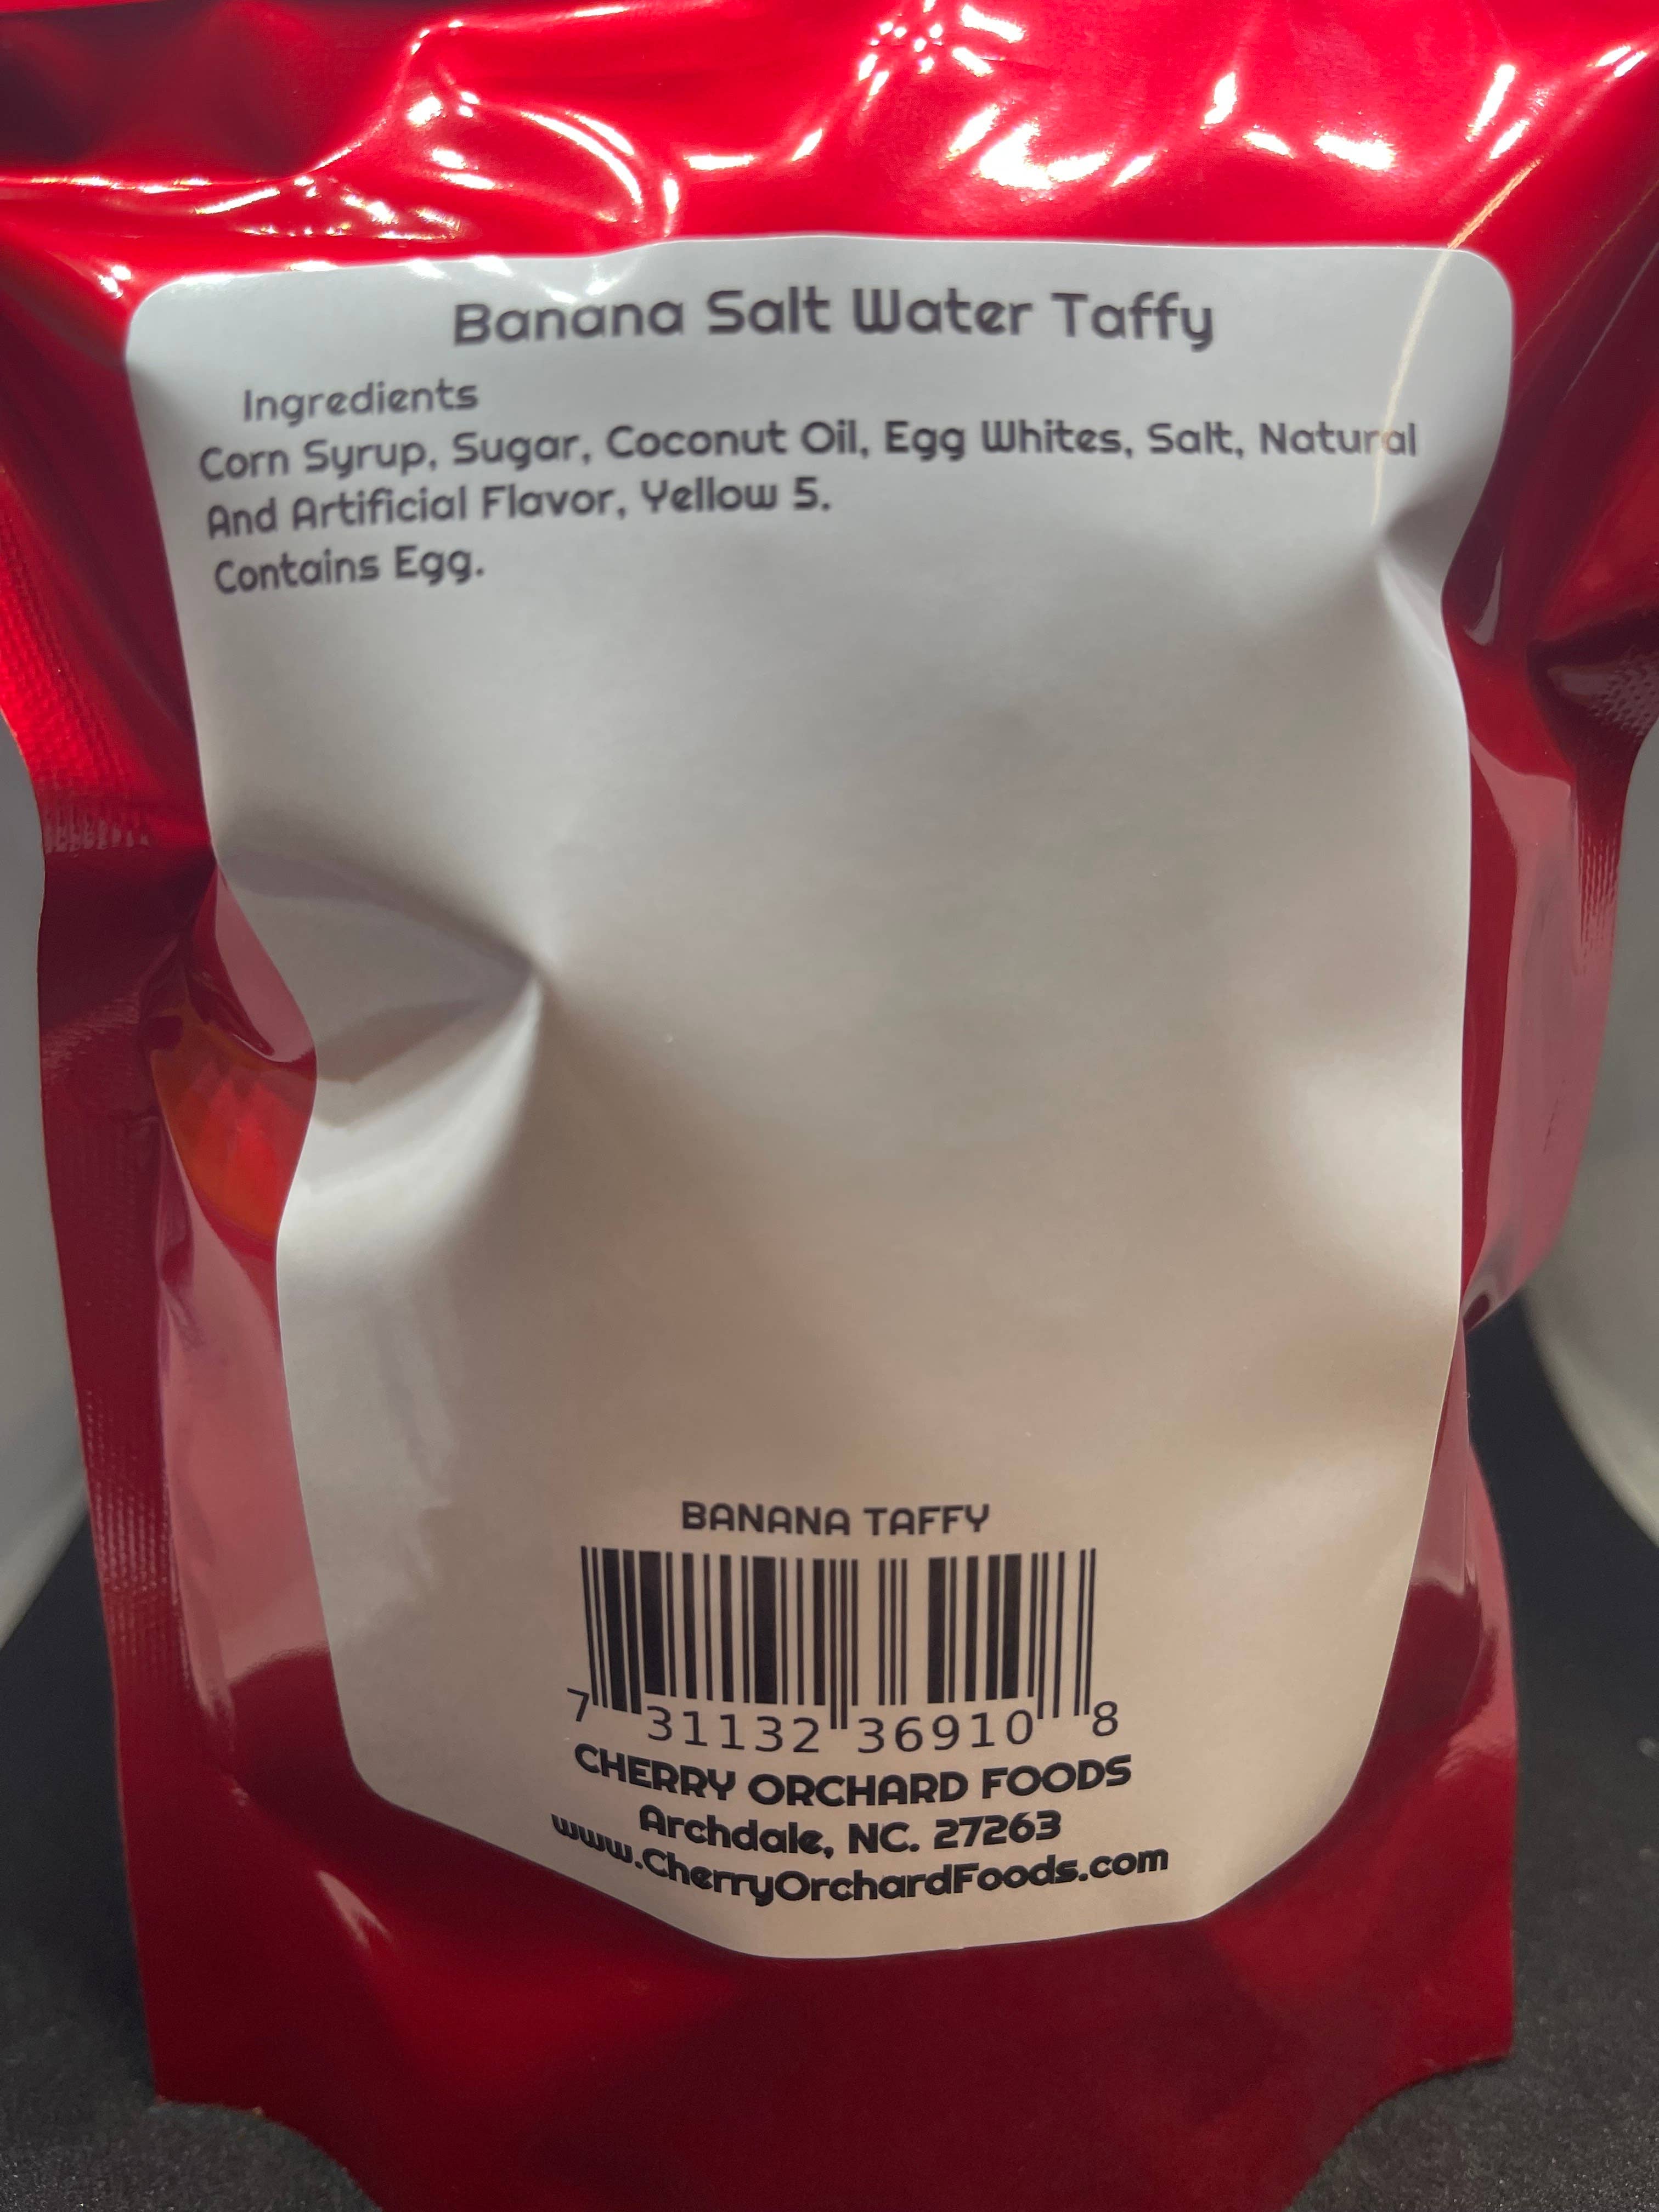 Banana Salt Water Taffy
Ingredients
Corn Syrup, Sugar, Coconut Oil, Egg Whites, Salt, Natural
And Artificial Flavor, Yellow 5.
Contains Egg.
BANANA TAFFY
7 31132 36910 8
CHERRY ORCHARD FOODS
Archdale, NC. 27263
www.CherryOrchardFoods.com